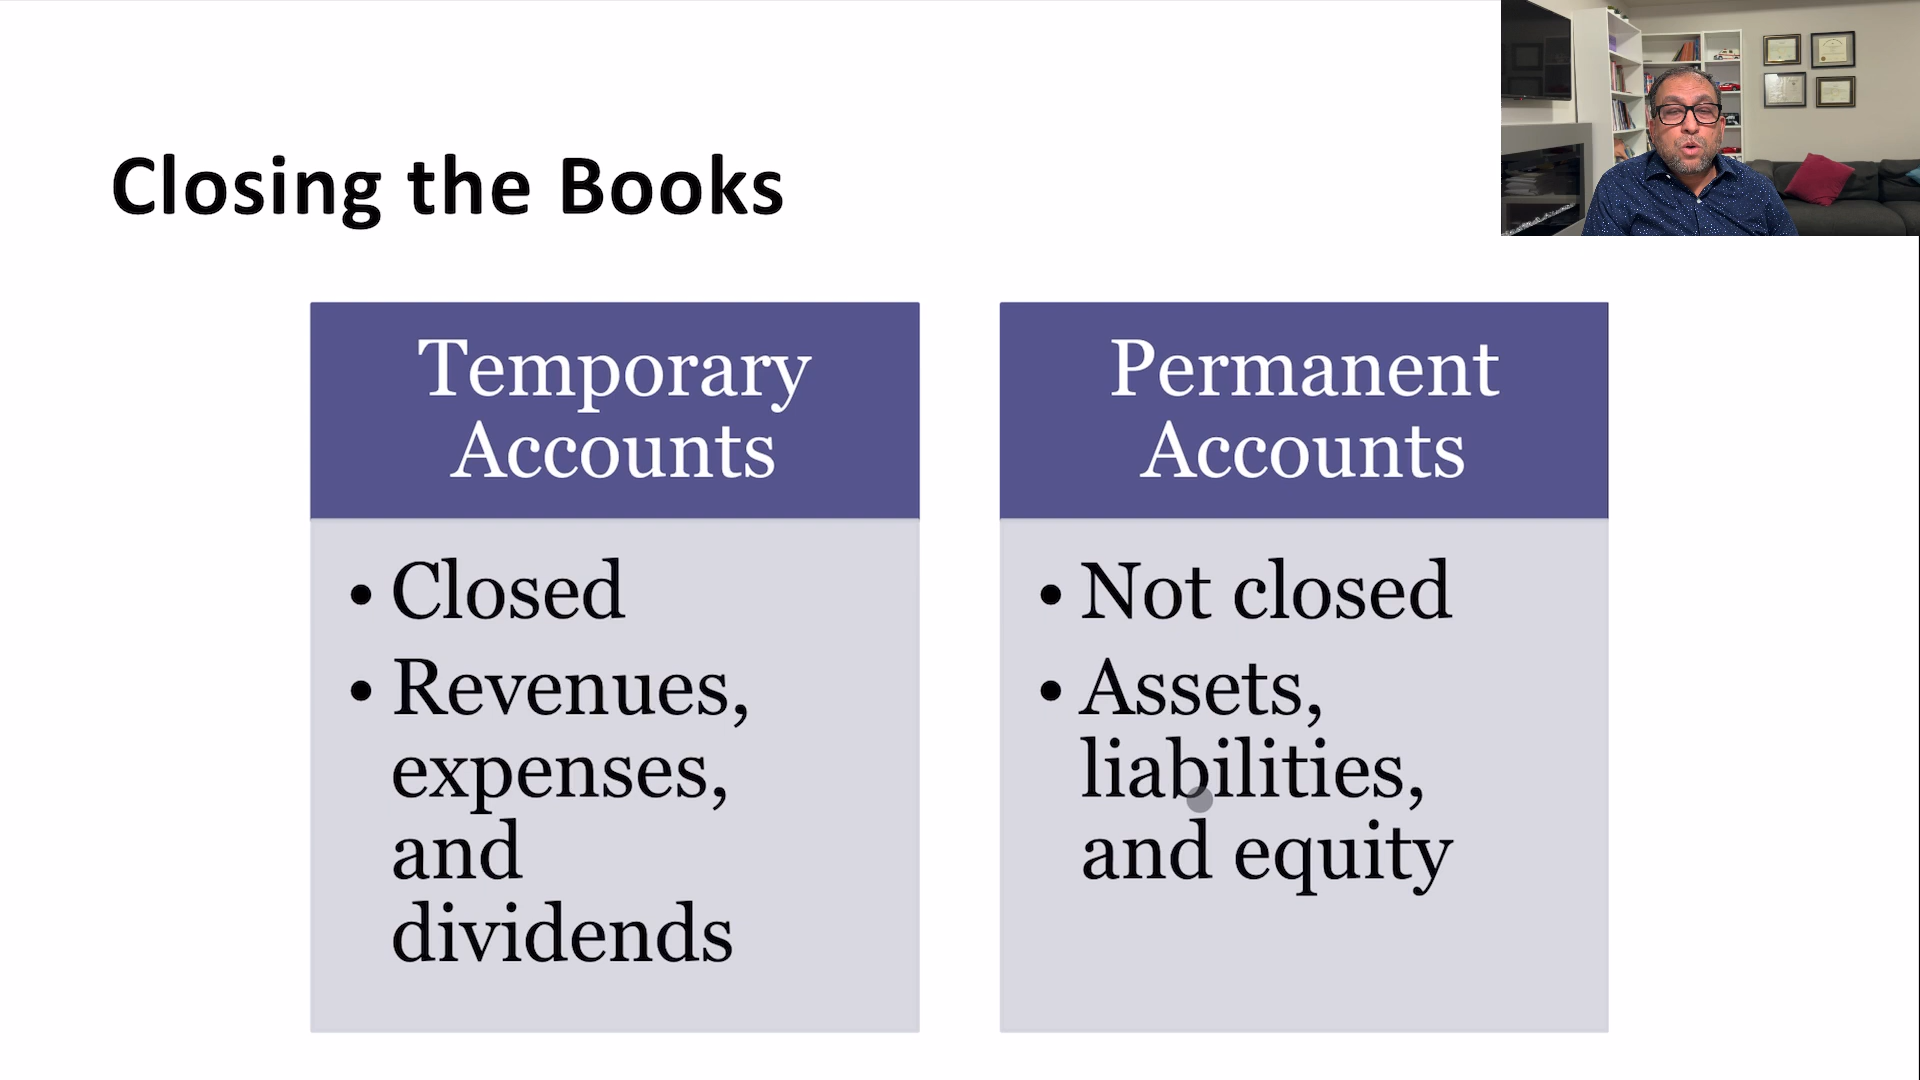 Closing the Books
Temporary
Accounts
• Closed
• Revenues,
expenses,
and
dividends
Permanent
Accounts
• Not closed
• Assets,
liabilities,
and equity